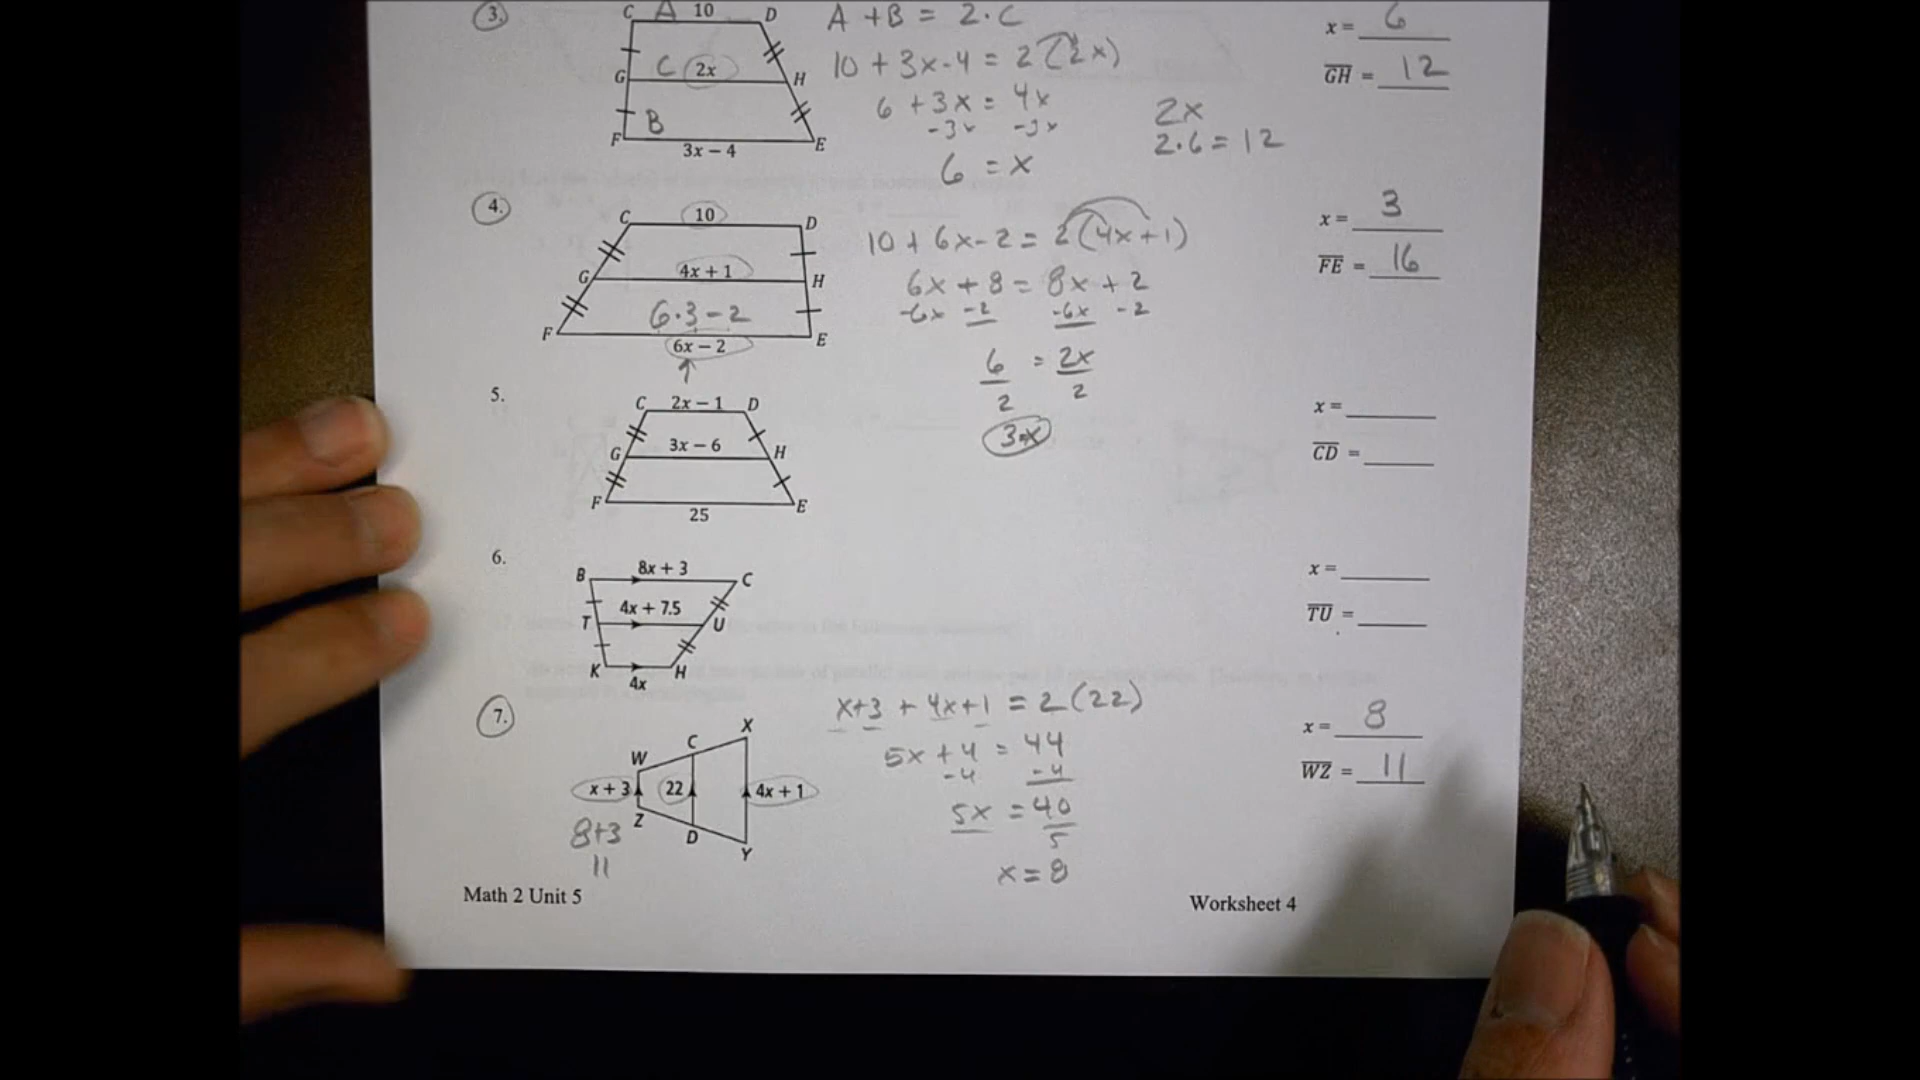 3. C A 10 D A + B = 2·C x = 6
G C 2x H 10 + 3x-4 = 2(2x) GH = 12
6 + 3x = 4x 2x
F B E -3x -3x 2·6 = 12
3x – 4
6 = x
4. C 10 D x = 3
10 + 6x-2 = 2(4x+1)
G 4x + 1 H FE = 16
6x + 8 = 8x + 2
6·3-2 -6x -2 -6x -2
F 6x – 2 E
6 = 2x
2 2
5. C 2x – 1 D x =
3=x
G 3x – 6 H CD =
F 25 E
6. B 8x + 3 C x =
T 4x + 7.5 U TU =
K 4x H
7. x+3 + 4x+1 = 2(22) x = 8
W C X 5x + 4 = 44
-4 -4 WZ = 11
x + 3 22 4x + 1
8+3 Z D Y 5x = 40
5
11 x = 8
Math 2 Unit 5 Worksheet 4